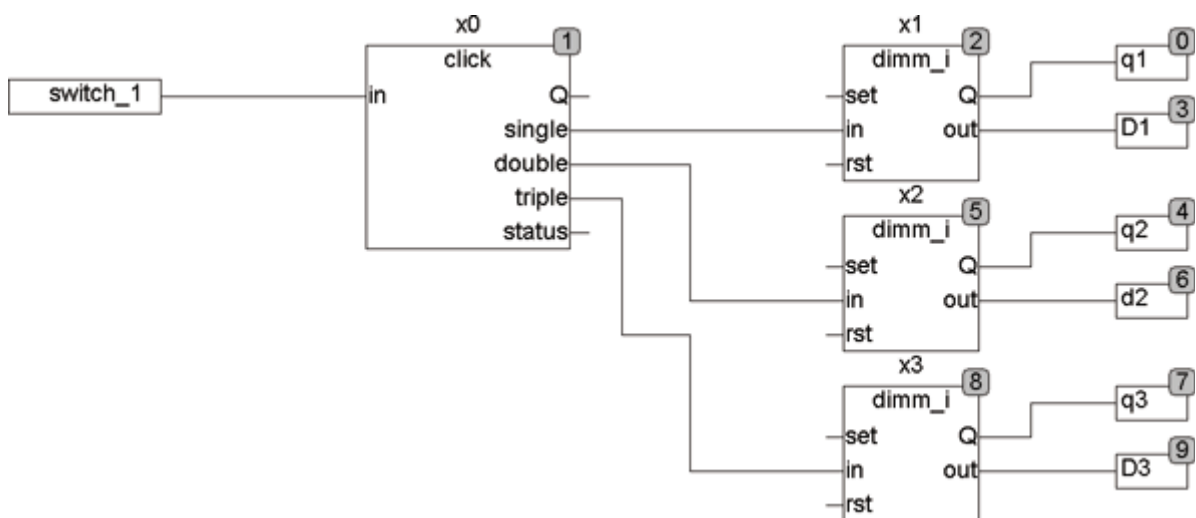 x0
1
click
switch_1
in
Q
single
double
triple
status
x1
2
dimm_i
set
Q
in
out
rst
0
q1
3
D1
x2
5
dimm_i
set
Q
in
out
rst
4
q2
6
d2
x3
8
dimm_i
set
Q
in
out
rst
7
q3
9
D3